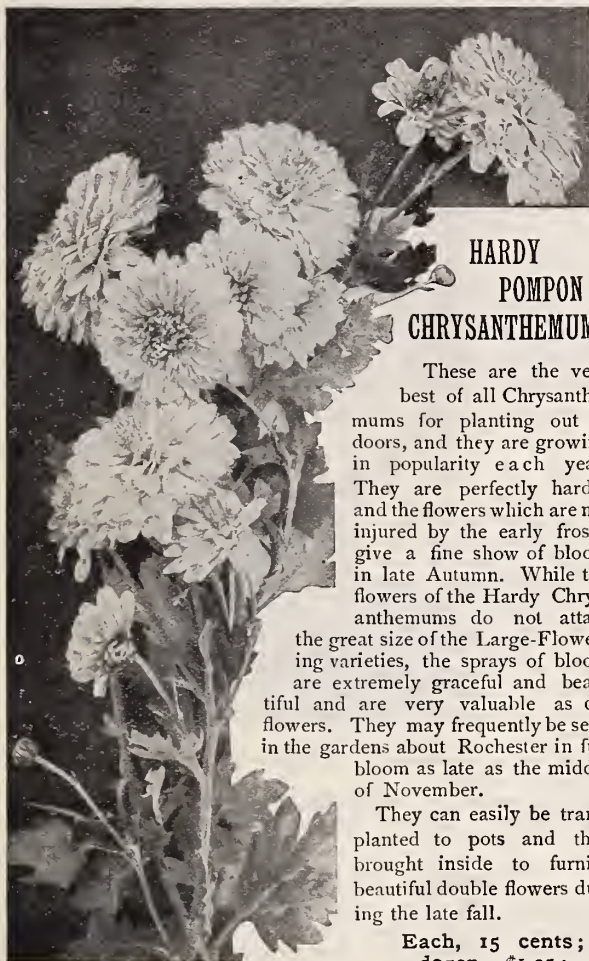 HARDY
POMPON
CHRYSANTHEMUM
These are the ve
best of all Chrysanth
mums for planting out
doors, and they are growi
in popularity each yea
They are perfectly hard
and the flowers which are n
injured by the early fros
give a fine show of bloo
in late Autumn. While t
flowers of the Hardy Chry
anthemums do not atta
the great size of the Large-Flowe
ing varieties, the sprays of bloo
are extremely graceful and bea
tiful and are very valuable as c
flowers. They may frequently be se
in the gardens about Rochester in f
bloom as late as the midd
of November.
They can easily be tran
planted to pots and th
brought inside to furni
beautiful double flowers du
ing the late fall.
Each, 15 cents;